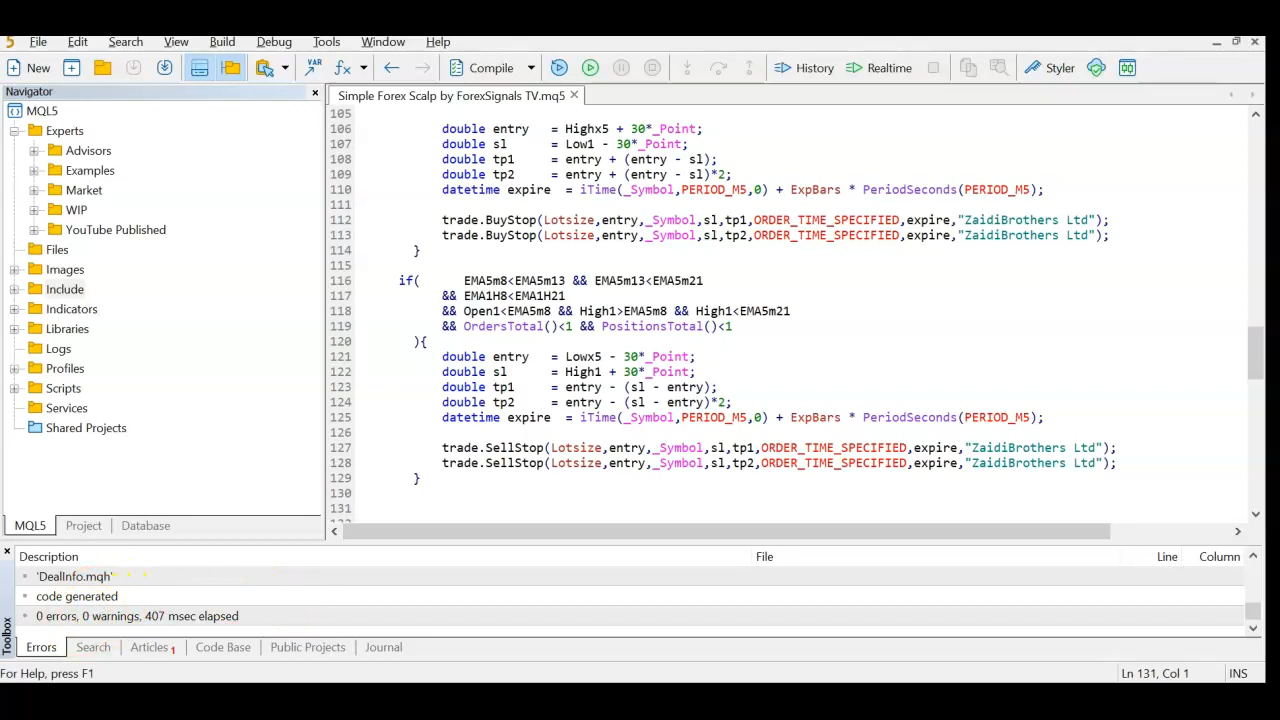 5 File Edit Search View Build Debug Tools Window Help
New VAR fx Compile History Realtime Styler
Navigator
MQL5
Experts
Advisors
Examples
Market
WIP
YouTube Published
Files
Images
Include
Indicators
Libraries
Logs
Profiles
Scripts
Services
Shared Projects
MQL5 Project Database
Simple Forex Scalp by ForexSignals TV.mq5
105
106 double entry = Highx5 + 30*_Point;
107 double sl = Low1 - 30*_Point;
108 double tp1 = entry + (entry - sl);
109 double tp2 = entry + (entry - sl)*2;
110 datetime expire = iTime(_Symbol,PERIOD_M5,0) + ExpBars * PeriodSeconds(PERIOD_M5);
111
112 trade.BuyStop(Lotsize,entry,_Symbol,sl,tp1,ORDER_TIME_SPECIFIED,expire,"ZaidiBrothers Ltd");
113 trade.BuyStop(Lotsize,entry,_Symbol,sl,tp2,ORDER_TIME_SPECIFIED,expire,"ZaidiBrothers Ltd");
114 }
115
116 if( EMA5m8<EMA5m13 && EMA5m13<EMA5m21
117 && EMA1H8<EMA1H21
118 && Open1<EMA5m8 && High1>EMA5m8 && High1<EMA5m21
119 && OrdersTotal()<1 && PositionsTotal()<1
120 ){
121 double entry = Lowx5 - 30*_Point;
122 double sl = High1 + 30*_Point;
123 double tp1 = entry - (sl - entry);
124 double tp2 = entry - (sl - entry)*2;
125 datetime expire = iTime(_Symbol,PERIOD_M5,0) + ExpBars * PeriodSeconds(PERIOD_M5);
126
127 trade.SellStop(Lotsize,entry,_Symbol,sl,tp1,ORDER_TIME_SPECIFIED,expire,"ZaidiBrothers Ltd");
128 trade.SellStop(Lotsize,entry,_Symbol,sl,tp2,ORDER_TIME_SPECIFIED,expire,"ZaidiBrothers Ltd");
129 }
130
131
Description File Line Column
'DealInfo.mqh'
code generated
0 errors, 0 warnings, 407 msec elapsed
Toolbox
Errors Search Articles 1 Code Base Public Projects Journal
For Help, press F1 Ln 131, Col 1 INS